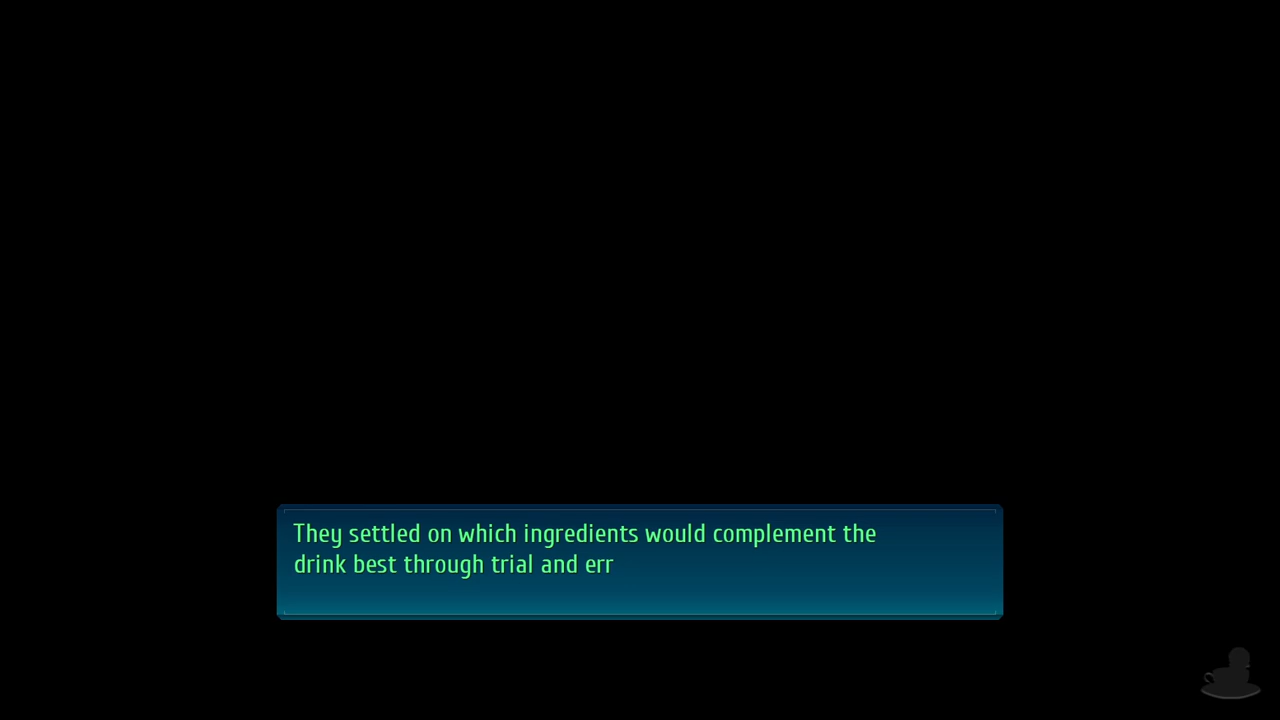 They settled on which ingredients would complement the
drink best through trial and err